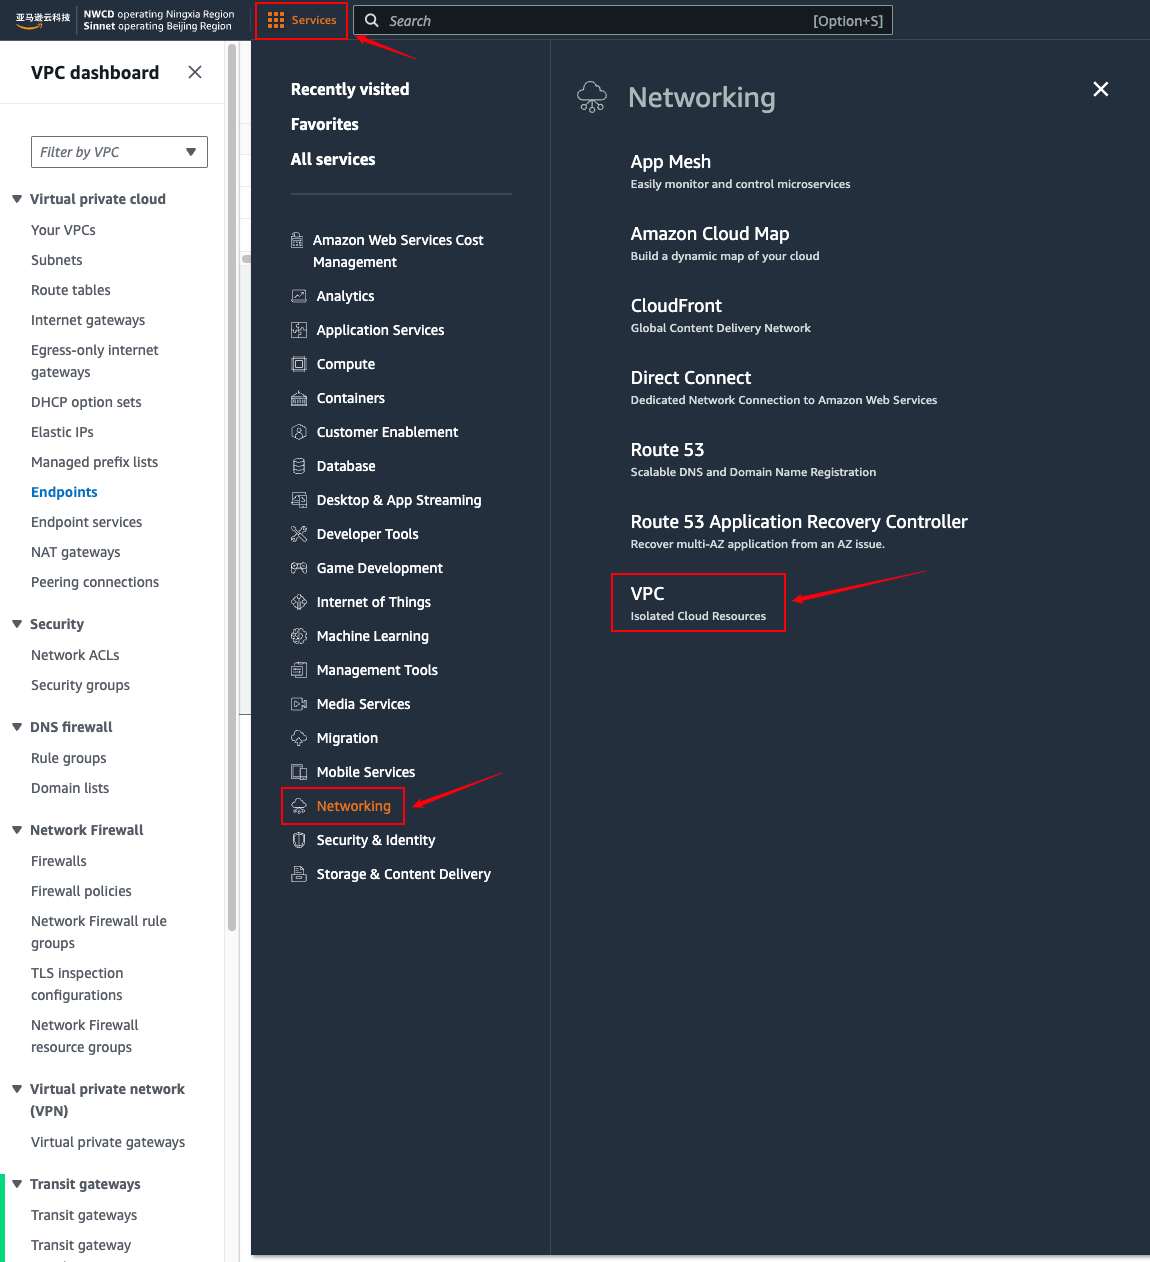 亚马逊云科技
NWCD operating Ningxia Region
Sinnet operating Beijing Region
Services
Search
[Option+S]
VPC dashboard
Filter by VPC
Virtual private cloud
Your VPCs
Subnets
Route tables
Internet gateways
Egress-only internet
gateways
DHCP option sets
Elastic IPs
Managed prefix lists
Endpoints
Endpoint services
NAT gateways
Peering connections
Security
Network ACLs
Security groups
DNS firewall
Rule groups
Domain lists
Network Firewall
Firewalls
Firewall policies
Network Firewall rule
groups
TLS inspection
configurations
Network Firewall
resource groups
Virtual private network
(VPN)
Virtual private gateways
Transit gateways
Transit gateways
Transit gateway
Recently visited
Favorites
All services
Amazon Web Services Cost
Management
Analytics
Application Services
Compute
Containers
Customer Enablement
Database
Desktop & App Streaming
Developer Tools
Game Development
Internet of Things
Machine Learning
Management Tools
Media Services
Migration
Mobile Services
Networking
Security & Identity
Storage & Content Delivery
Networking
App Mesh
Easily monitor and control microservices
Amazon Cloud Map
Build a dynamic map of your cloud
CloudFront
Global Content Delivery Network
Direct Connect
Dedicated Network Connection to Amazon Web Services
Route 53
Scalable DNS and Domain Name Registration
Route 53 Application Recovery Controller
Recover multi-AZ application from an AZ issue.
VPC
Isolated Cloud Resources